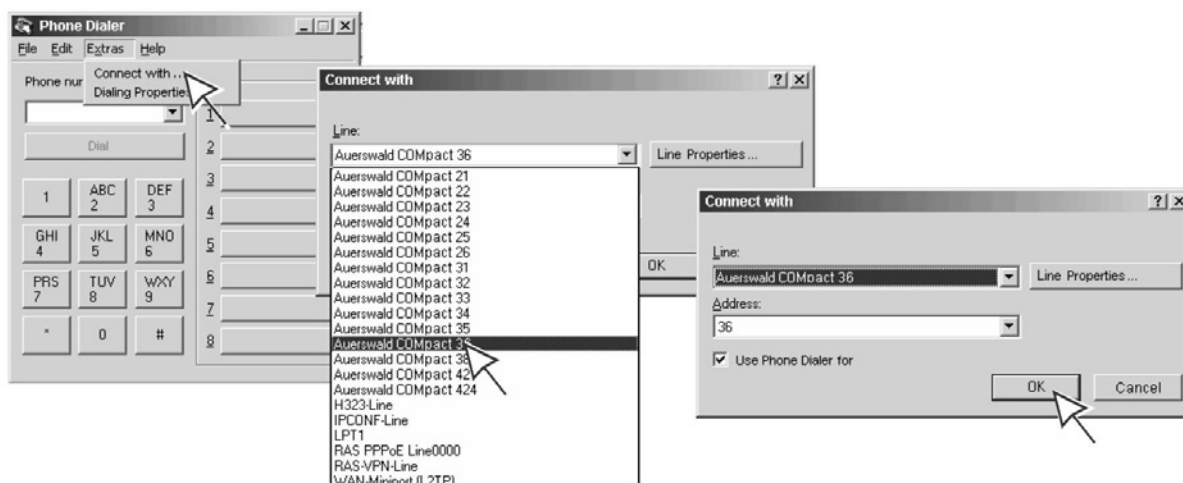 Phone Dialer
File Edit Extras Help
Connect with ...
Phone
Dial
1
ABC
2
DEF
3
GHI
4
JKL
5
MNO
6
PRS
7
TUV
8
WXY
9
*
0
#
1
2
3
4
5
6
7
8
Connect with
Line:
Auerswald COMpact 36
Line Properties ...
Auerswald COMpact 21
Auerswald COMpact 22
Auerswald COMpact 23
Auerswald COMpact 24
Auerswald COMpact 25
Auerswald COMpact 26
Auerswald COMpact 31
Auerswald COMpact 32
Auerswald COMpact 33
Auerswald COMpact 34
Auerswald COMpact 35
Auerswald COMpact
Auerswald COMpact
Auerswald COMpact
Auerswald COMpact 424
H323-Line
IPCONF-Line
LPT1
RAS PPPoE Line0000
RAS-VPN-Line
WAN-Miniport (L2TP)
OK
Connect with
Line:
Auerswald COMpact 36
Line Properties ...
Address:
36
Use Phone Dialer for
OK
Cancel